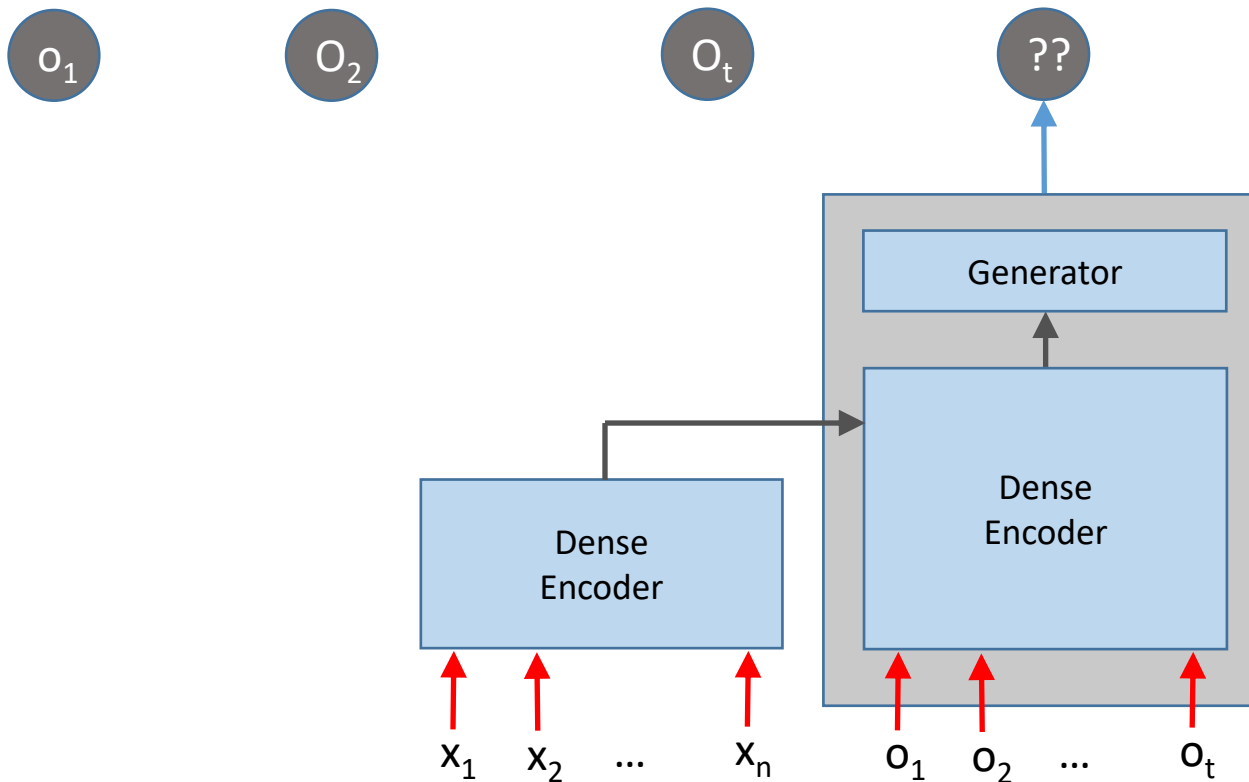 o₁ O₂ Oₜ ??
Generator
Dense
Encoder
Dense
Encoder
x₁ x₂ ... xₙ o₁ o₂ ... oₜ